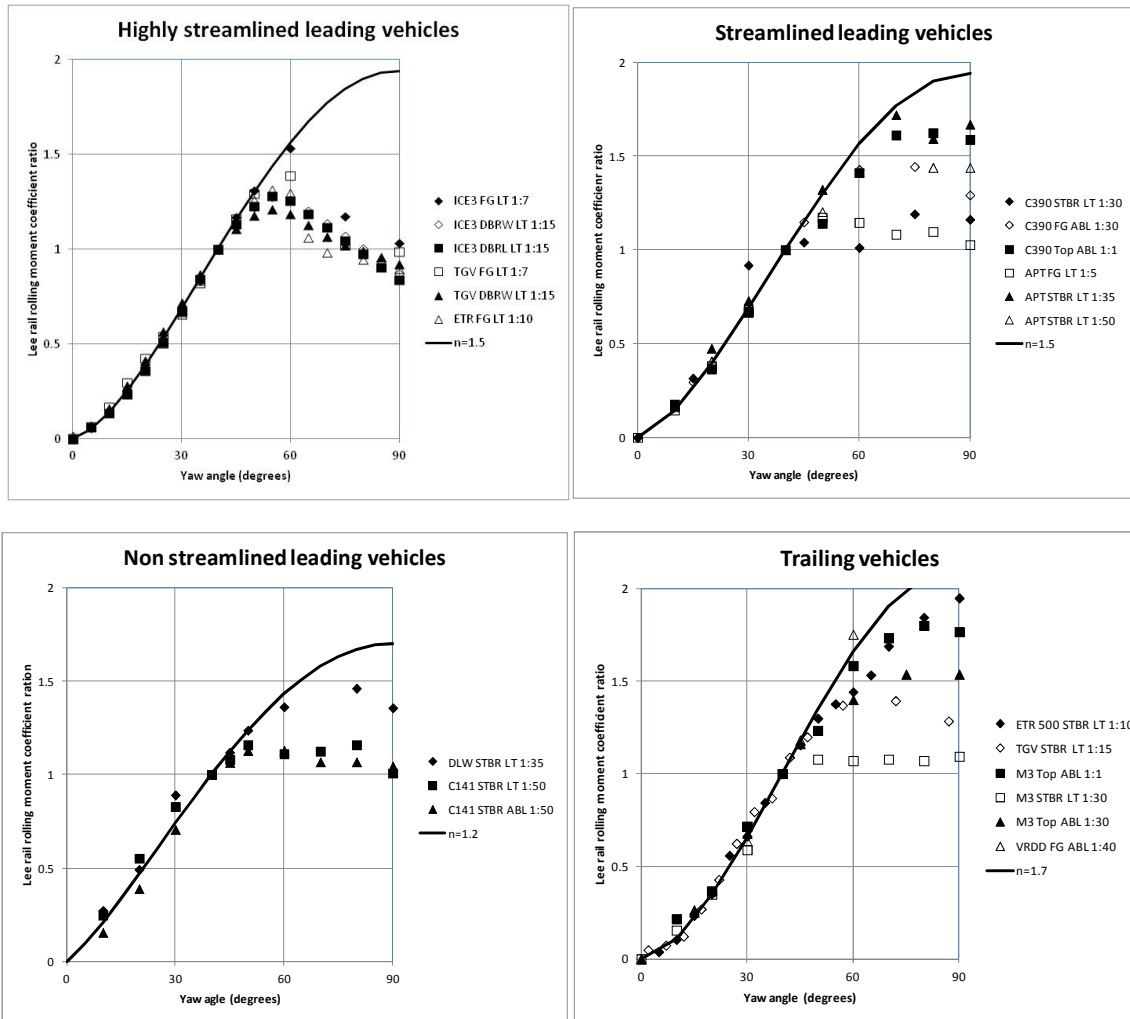 Highly streamlined leading vehicles
Lee rail rolling moment coefficient ratio
2
1.5
1
0.5
0
0
30
60
90
Yaw angle (degrees)
ICE3 FG LT 1:7
ICE3 DBRW LT 1:15
ICE3 DBRL LT 1:15
TGV FG LT 1:7
TGV DBRW LT 1:15
ETR FG LT 1:10
n=1.5
Streamlined leading vehicles
Lee rail rolling moment coefficienr ratio
2
1.5
1
0.5
0
0
30
60
90
Yaw angle (degrees)
C390 STBR LT 1:30
C390 FG ABL 1:30
C390 Top ABL 1:1
APT FG LT 1:5
APT STBR LT 1:35
APT STBR LT 1:50
n=1.5
Non streamlined leading vehicles
Lee rail rolling moment coefficient ration
2
1.5
1
0.5
0
0
30
60
90
Yaw agle (degrees)
DLW STBR LT 1:35
C141 STBR LT 1:50
C141 STBR ABL 1:50
n=1.2
Trailing vehicles
Lee rail rolling moment coeffident ratio
2
1.5
1
0.5
0
0
30
60
90
Yaw angle (degrees)
ETR 500 STBR LT 1:10
TGV STBR LT 1:15
M3 Top ABL 1:1
M3 STBR LT 1:30
M3 Top ABL 1:30
VRDD FG ABL 1:40
n=1.7